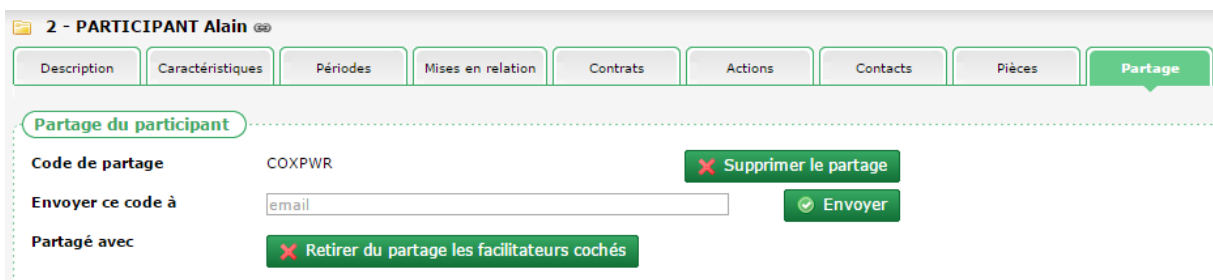 2 - PARTICIPANT Alain
Description Caractéristiques Périodes Mises en relation Contrats Actions Contacts Pièces Partage
Partage du participant
Code de partage COXPWR Supprimer le partage
Envoyer ce code à email Envoyer
Partagé avec Retirer du partage les facilitateurs cochés